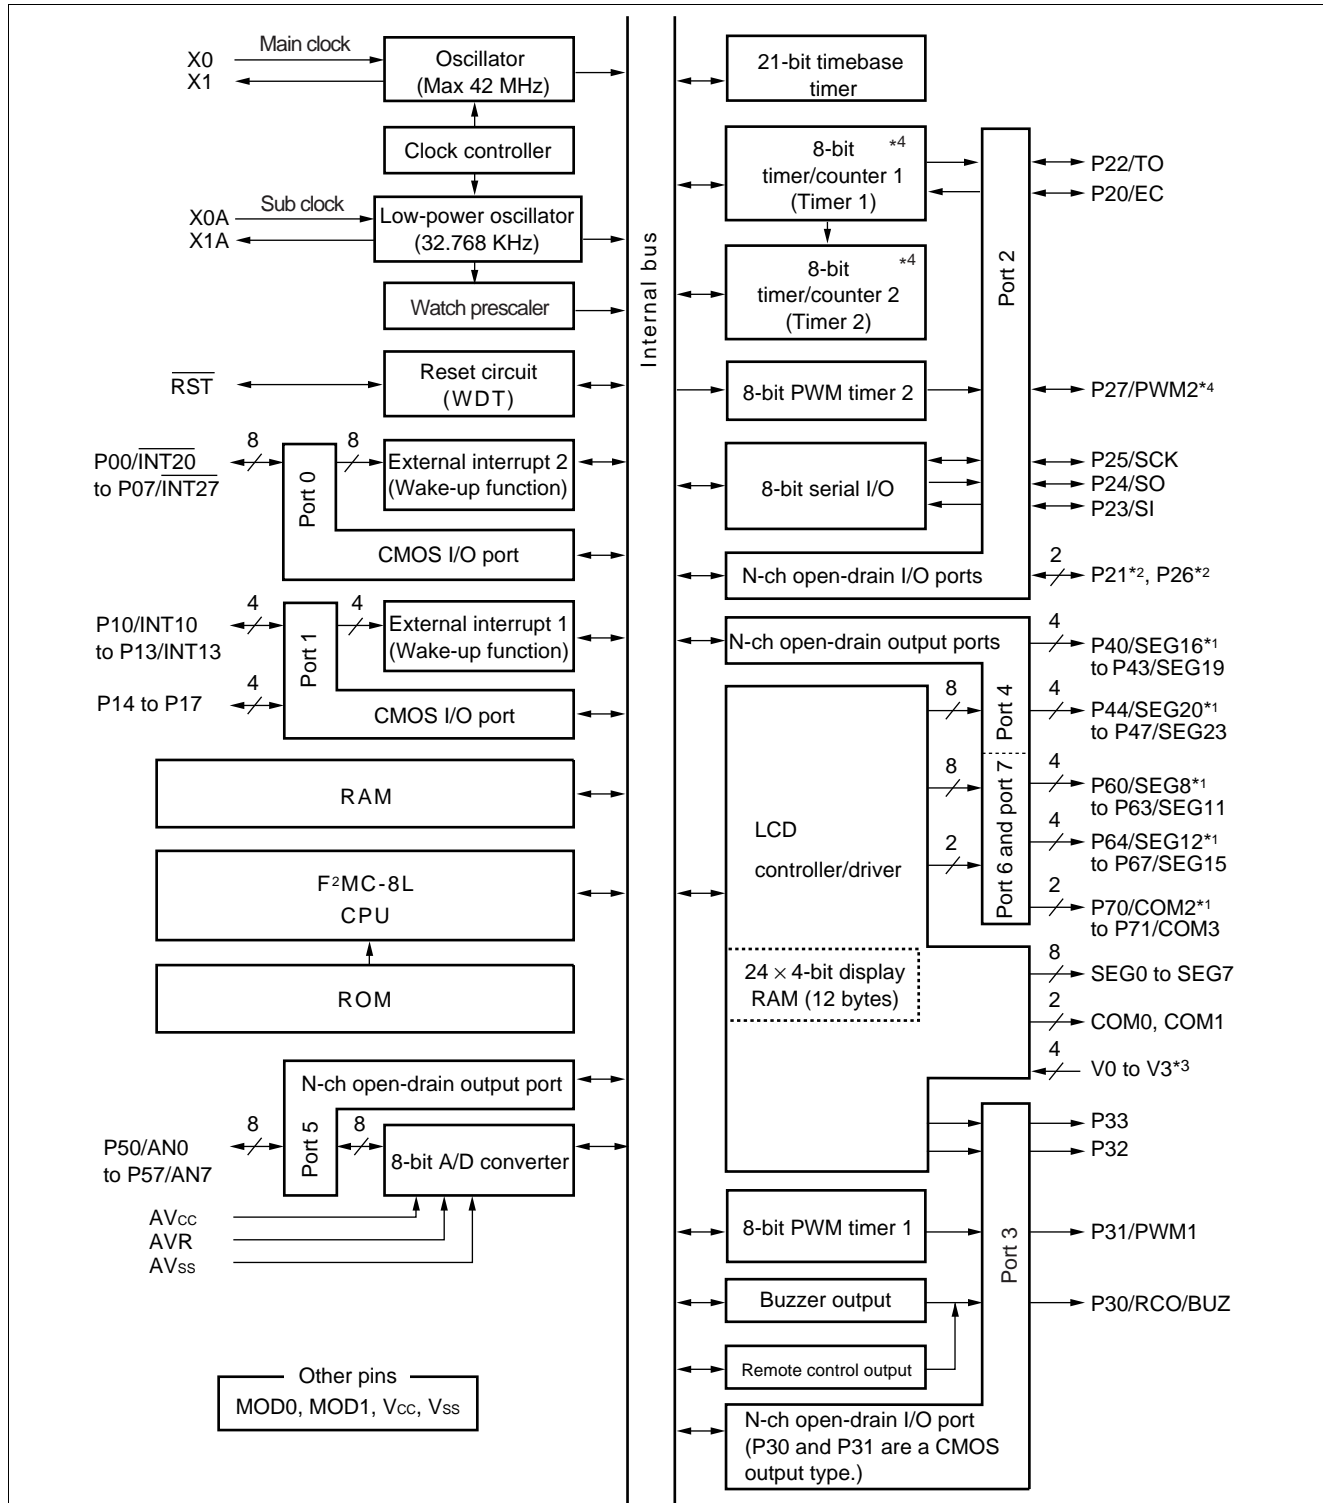 X0
X1
Main clock
Oscillator
(Max 42 MHz)
Clock controller
X0A
X1A
Sub clock
Low-power oscillator
(32.768 KHz)
Watch prescaler
RST
Reset circuit
(WDT)
P00/INT20
to P07/INT27
8
8
Port 0
External interrupt 2
(Wake-up function)
CMOS I/O port
P10/INT10
to P13/INT13
4
4
Port 1
External interrupt 1
(Wake-up function)
P14 to P17
4
CMOS I/O port
RAM
F²MC-8L
CPU
ROM
N-ch open-drain output port
P50/AN0
to P57/AN7
8
8
Port 5
8-bit A/D converter
AVCC
AVR
AVSS
Other pins
MOD0, MOD1, VCC, VSS
Internal bus
21-bit timebase
timer
8-bit *4
timer/counter 1
(Timer 1)
8-bit *4
timer/counter 2
(Timer 2)
8-bit PWM timer 2
8-bit serial I/O
N-ch open-drain I/O ports
Port 2
P22/TO
P20/EC
P27/PWM2*4
P25/SCK
P24/SO
P23/SI
2
P21*2, P26*2
N-ch open-drain output ports
4
P40/SEG16*1
to P43/SEG19
8
Port 4
4
P44/SEG20*1
to P47/SEG23
8
Port 6 and port 7
4
P60/SEG8*1
to P63/SEG11
LCD
controller/driver
2
4
P64/SEG12*1
to P67/SEG15
2
P70/COM2*1
to P71/COM3
24 × 4-bit display
RAM (12 bytes)
8
SEG0 to SEG7
2
COM0, COM1
4
V0 to V3*3
P33
P32
8-bit PWM timer 1
Port 3
P31/PWM1
Buzzer output
P30/RCO/BUZ
Remote control output
N-ch open-drain I/O port
(P30 and P31 are a CMOS
output type.)